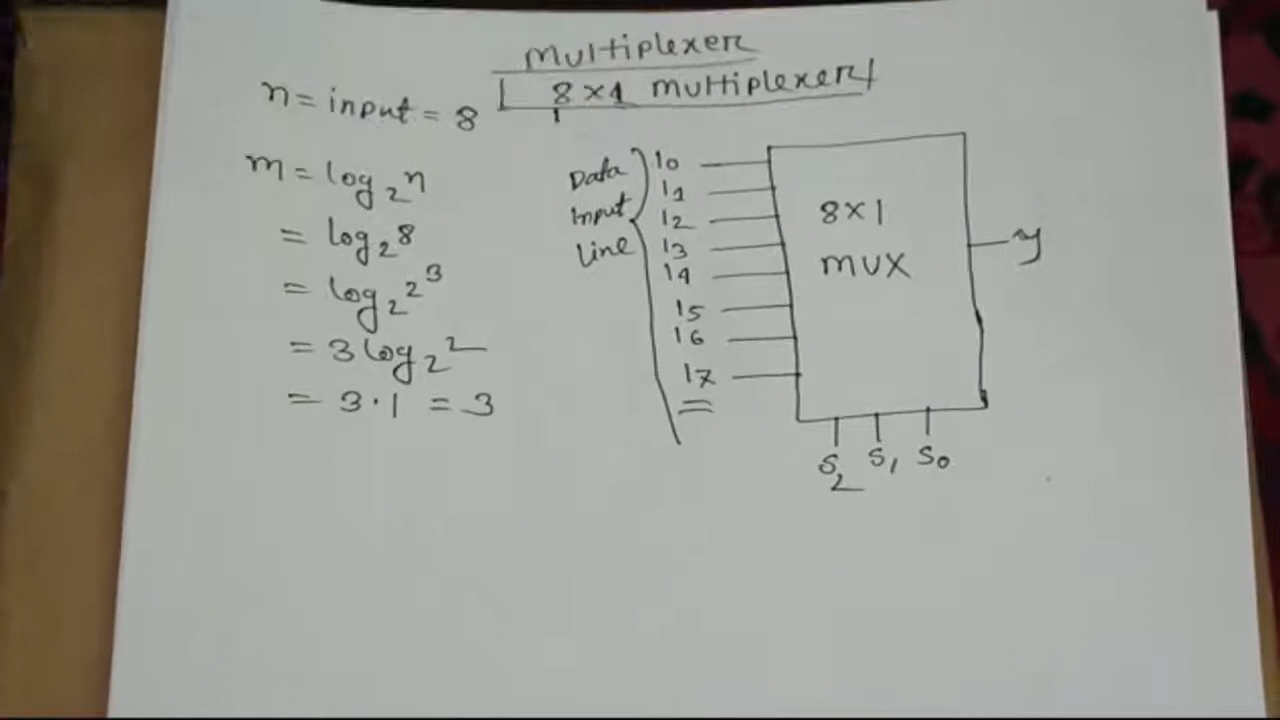 Multiplexer
8×1 multiplexer
n = input = 8
m = log₂n
= log₂8
= log₂2³
= 3 log₂2
= 3·1 = 3
Data
Input
Line
I0
I1
I2
I3
I4
I5
I6
I7
8×1
MUX
y
S2 S1 S0